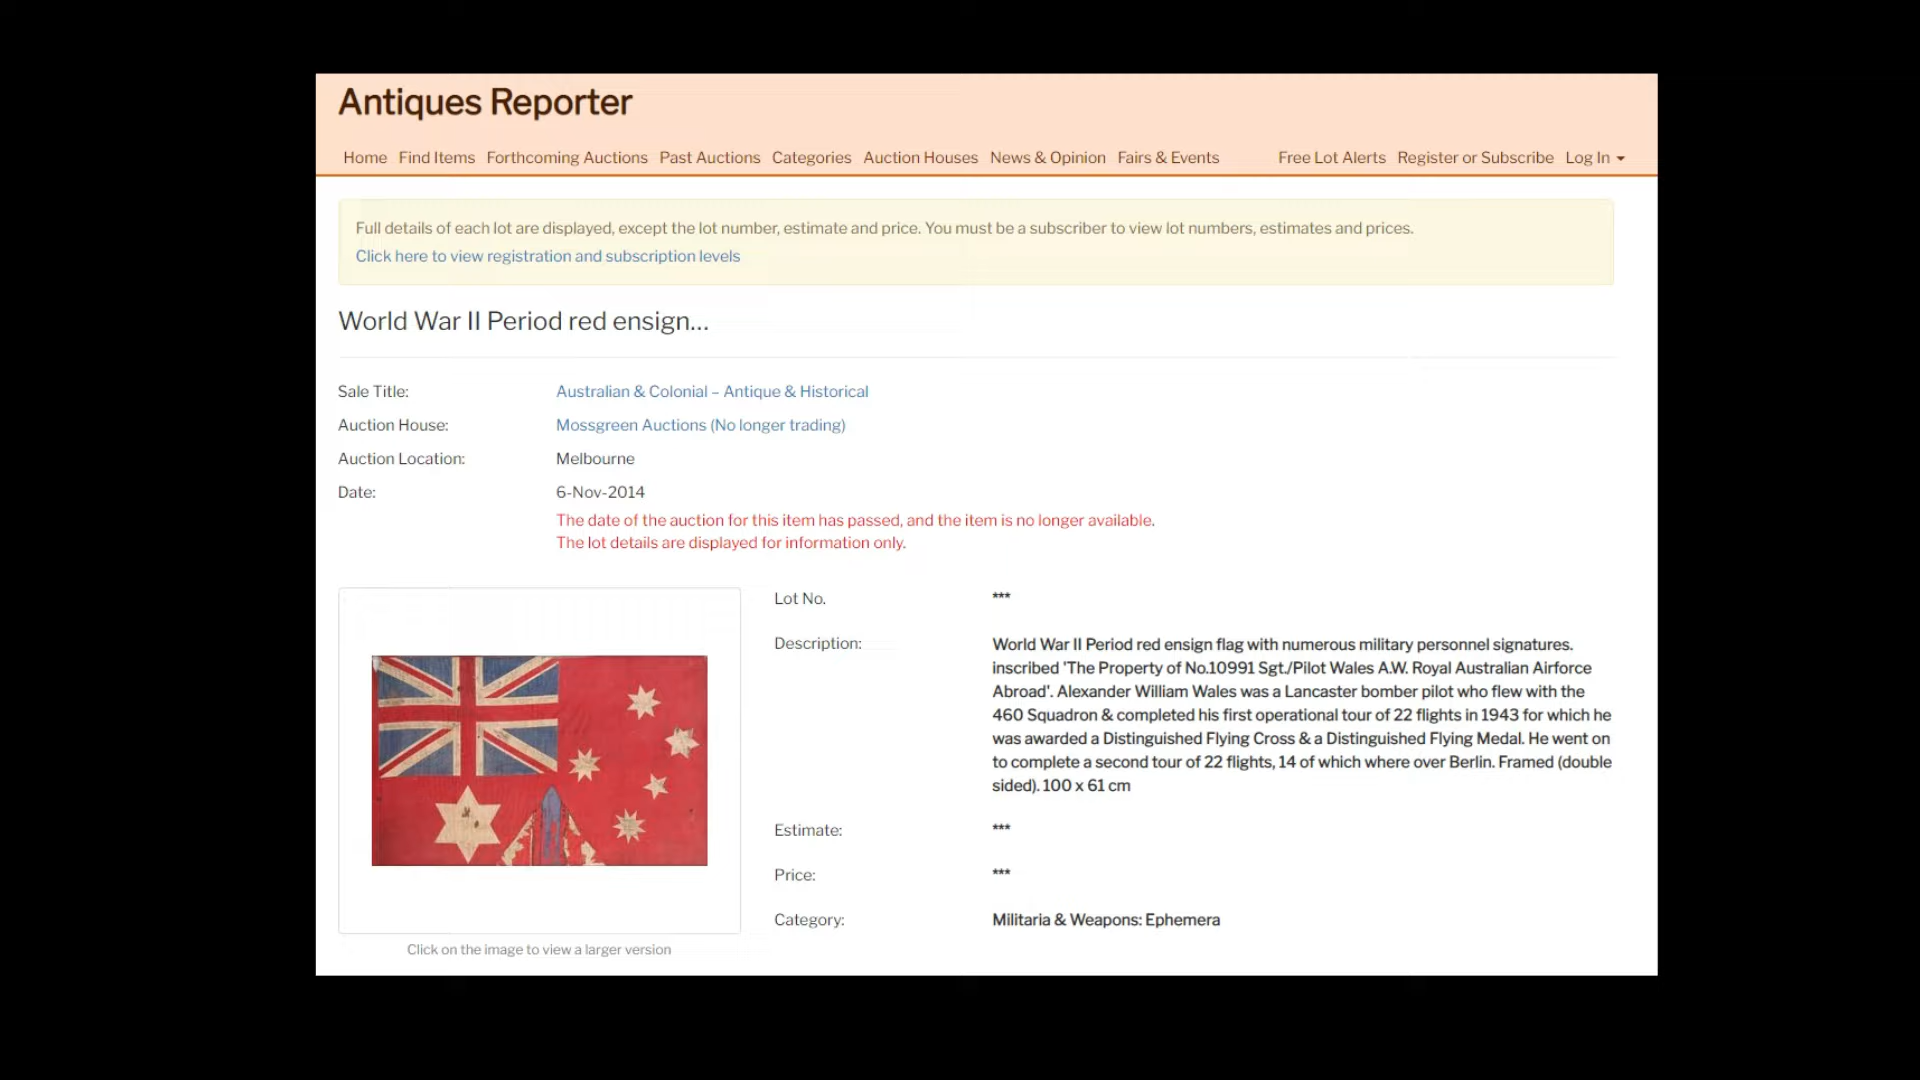 Antiques Reporter
Home Find Items Forthcoming Auctions Past Auctions Categories Auction Houses News & Opinion Fairs & Events Free Lot Alerts Register or Subscribe Log In
Full details of each lot are displayed, except the lot number, estimate and price. You must be a subscriber to view lot numbers, estimates and prices.
Click here to view registration and subscription levels
World War II Period red ensign...
Sale Title: Australian & Colonial – Antique & Historical
Auction House: Mossgreen Auctions (No longer trading)
Auction Location: Melbourne
Date: 6-Nov-2014
The date of the auction for this item has passed, and the item is no longer available.
The lot details are displayed for information only.
Lot No. ***
Description: World War II Period red ensign flag with numerous military personnel signatures.
inscribed 'The Property of No.10991 Sgt./Pilot Wales A.W. Royal Australian Airforce
Abroad'. Alexander William Wales was a Lancaster bomber pilot who flew with the
460 Squadron & completed his first operational tour of 22 flights in 1943 for which he
was awarded a Distinguished Flying Cross & a Distinguished Flying Medal. He went on
to complete a second tour of 22 flights, 14 of which where over Berlin. Framed (double
sided). 100 x 61 cm
Estimate: ***
Price: ***
Category: Militaria & Weapons: Ephemera
Click on the image to view a larger version